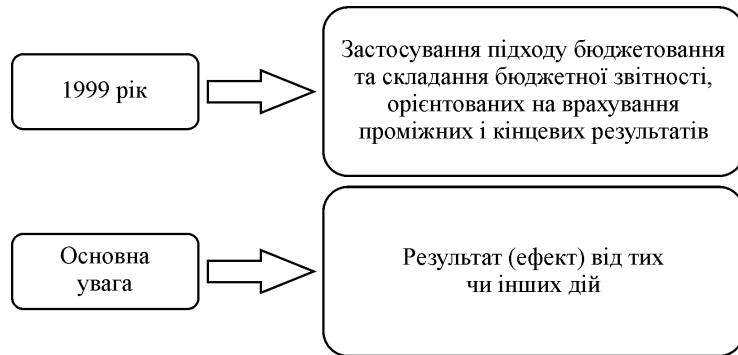 1999 рік
Застосування підходу бюджетовання
та складання бюджетної звітності,
орієнтованих на врахування
проміжних і кінцевих результатів
Основна
увага
Результат (ефект) від тих
чи інших дій